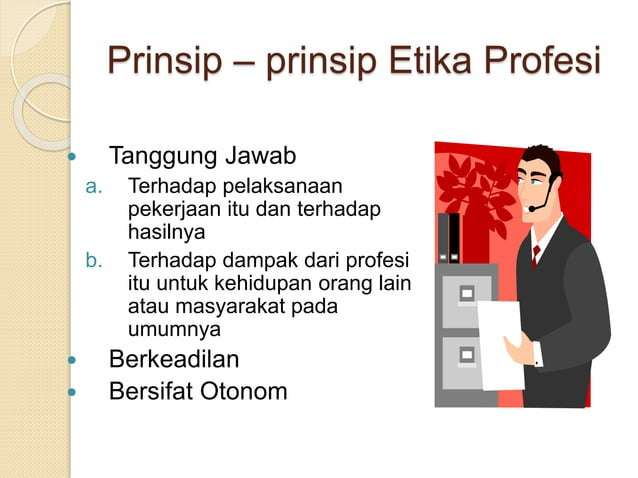 Prinsip – prinsip Etika Profesi
• Tanggung Jawab
a. Terhadap pelaksanaan
pekerjaan itu dan terhadap
hasilnya
b. Terhadap dampak dari profesi
itu untuk kehidupan orang lain
atau masyarakat pada
umumnya
• Berkeadilan
• Bersifat Otonom